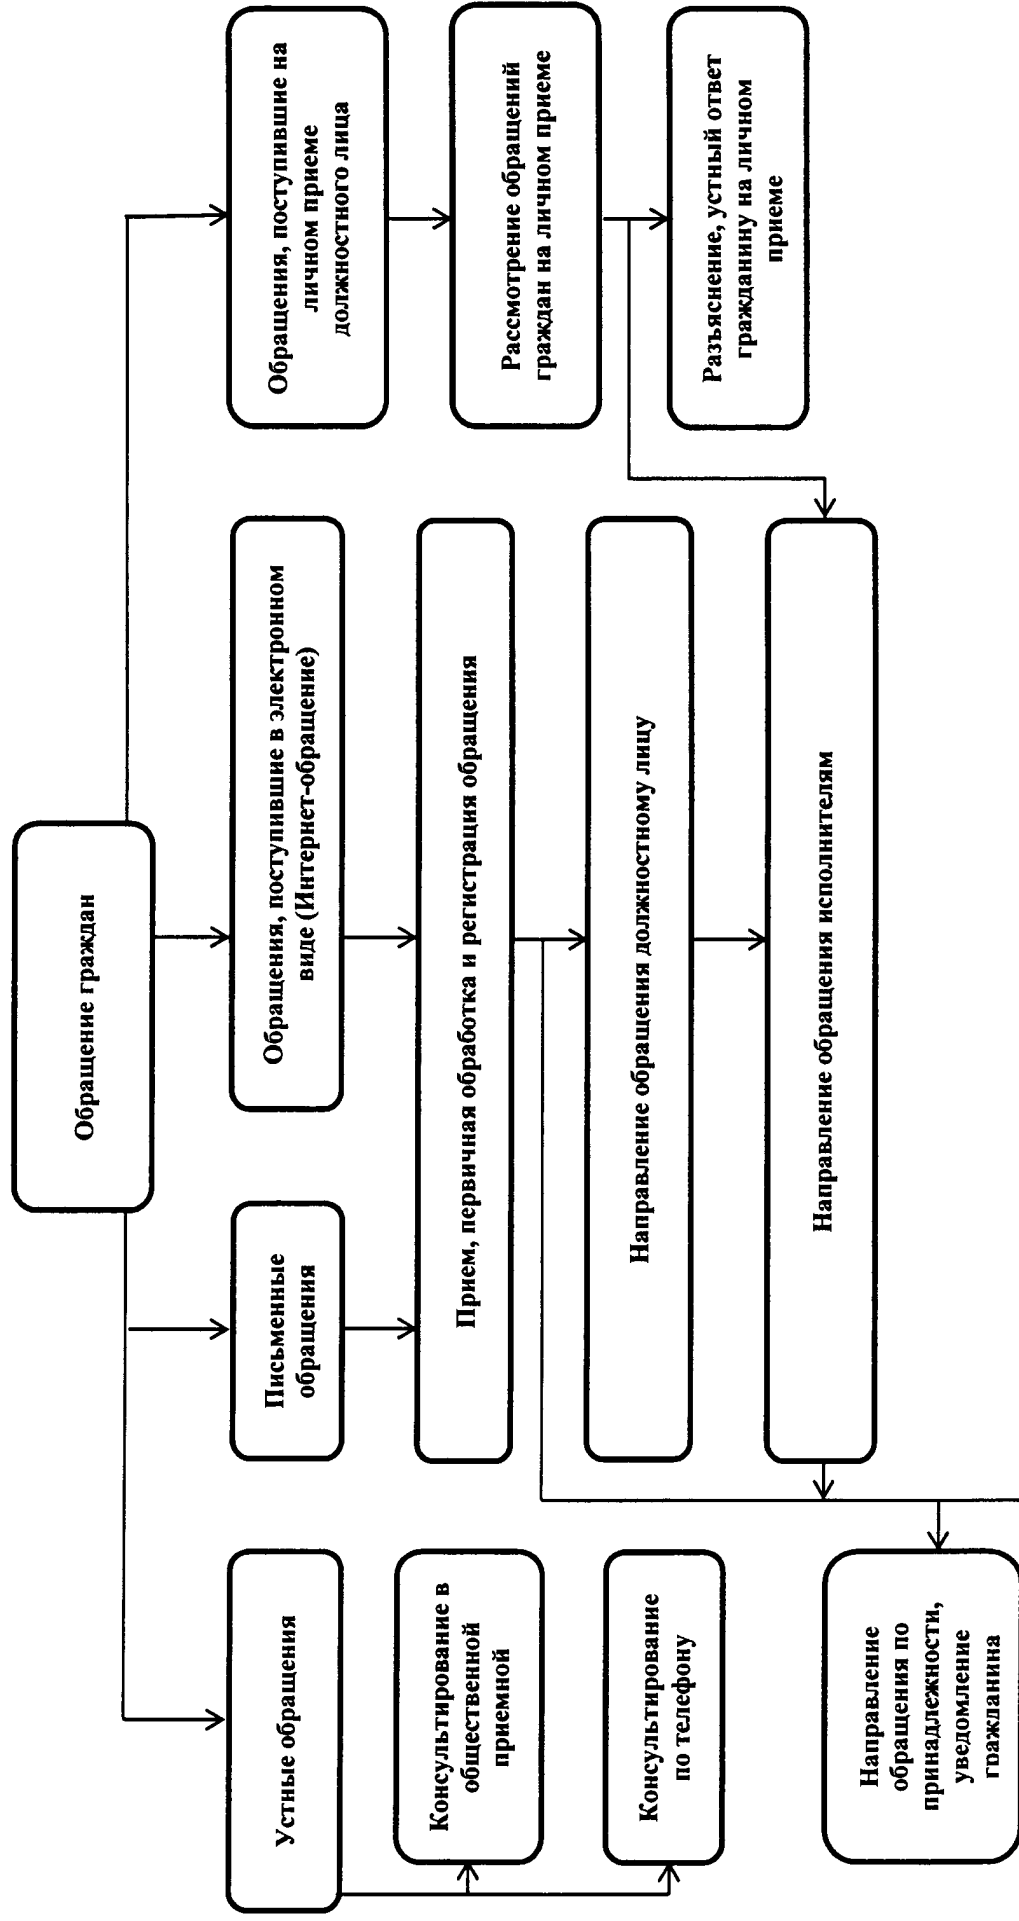 Обращение граждан
Устные обращения
Письменные
обращения
Обращения, поступившие в электронном
виде (Интернет-обращение)
Обращения, поступившие на
личном приеме
должностного лица
Консультирование в
общественной
приемной
Прием, первичная обработка и регистрация обращения
Рассмотрение обращений
граждан на личном приеме
Консультирование
по телефону
Направление обращения должностному лицу
Разъяснение, устный ответ
гражданину на личном
приеме
Направление обращения исполнителям
Направление
обращения по
принадлежности,
уведомление
гражданина